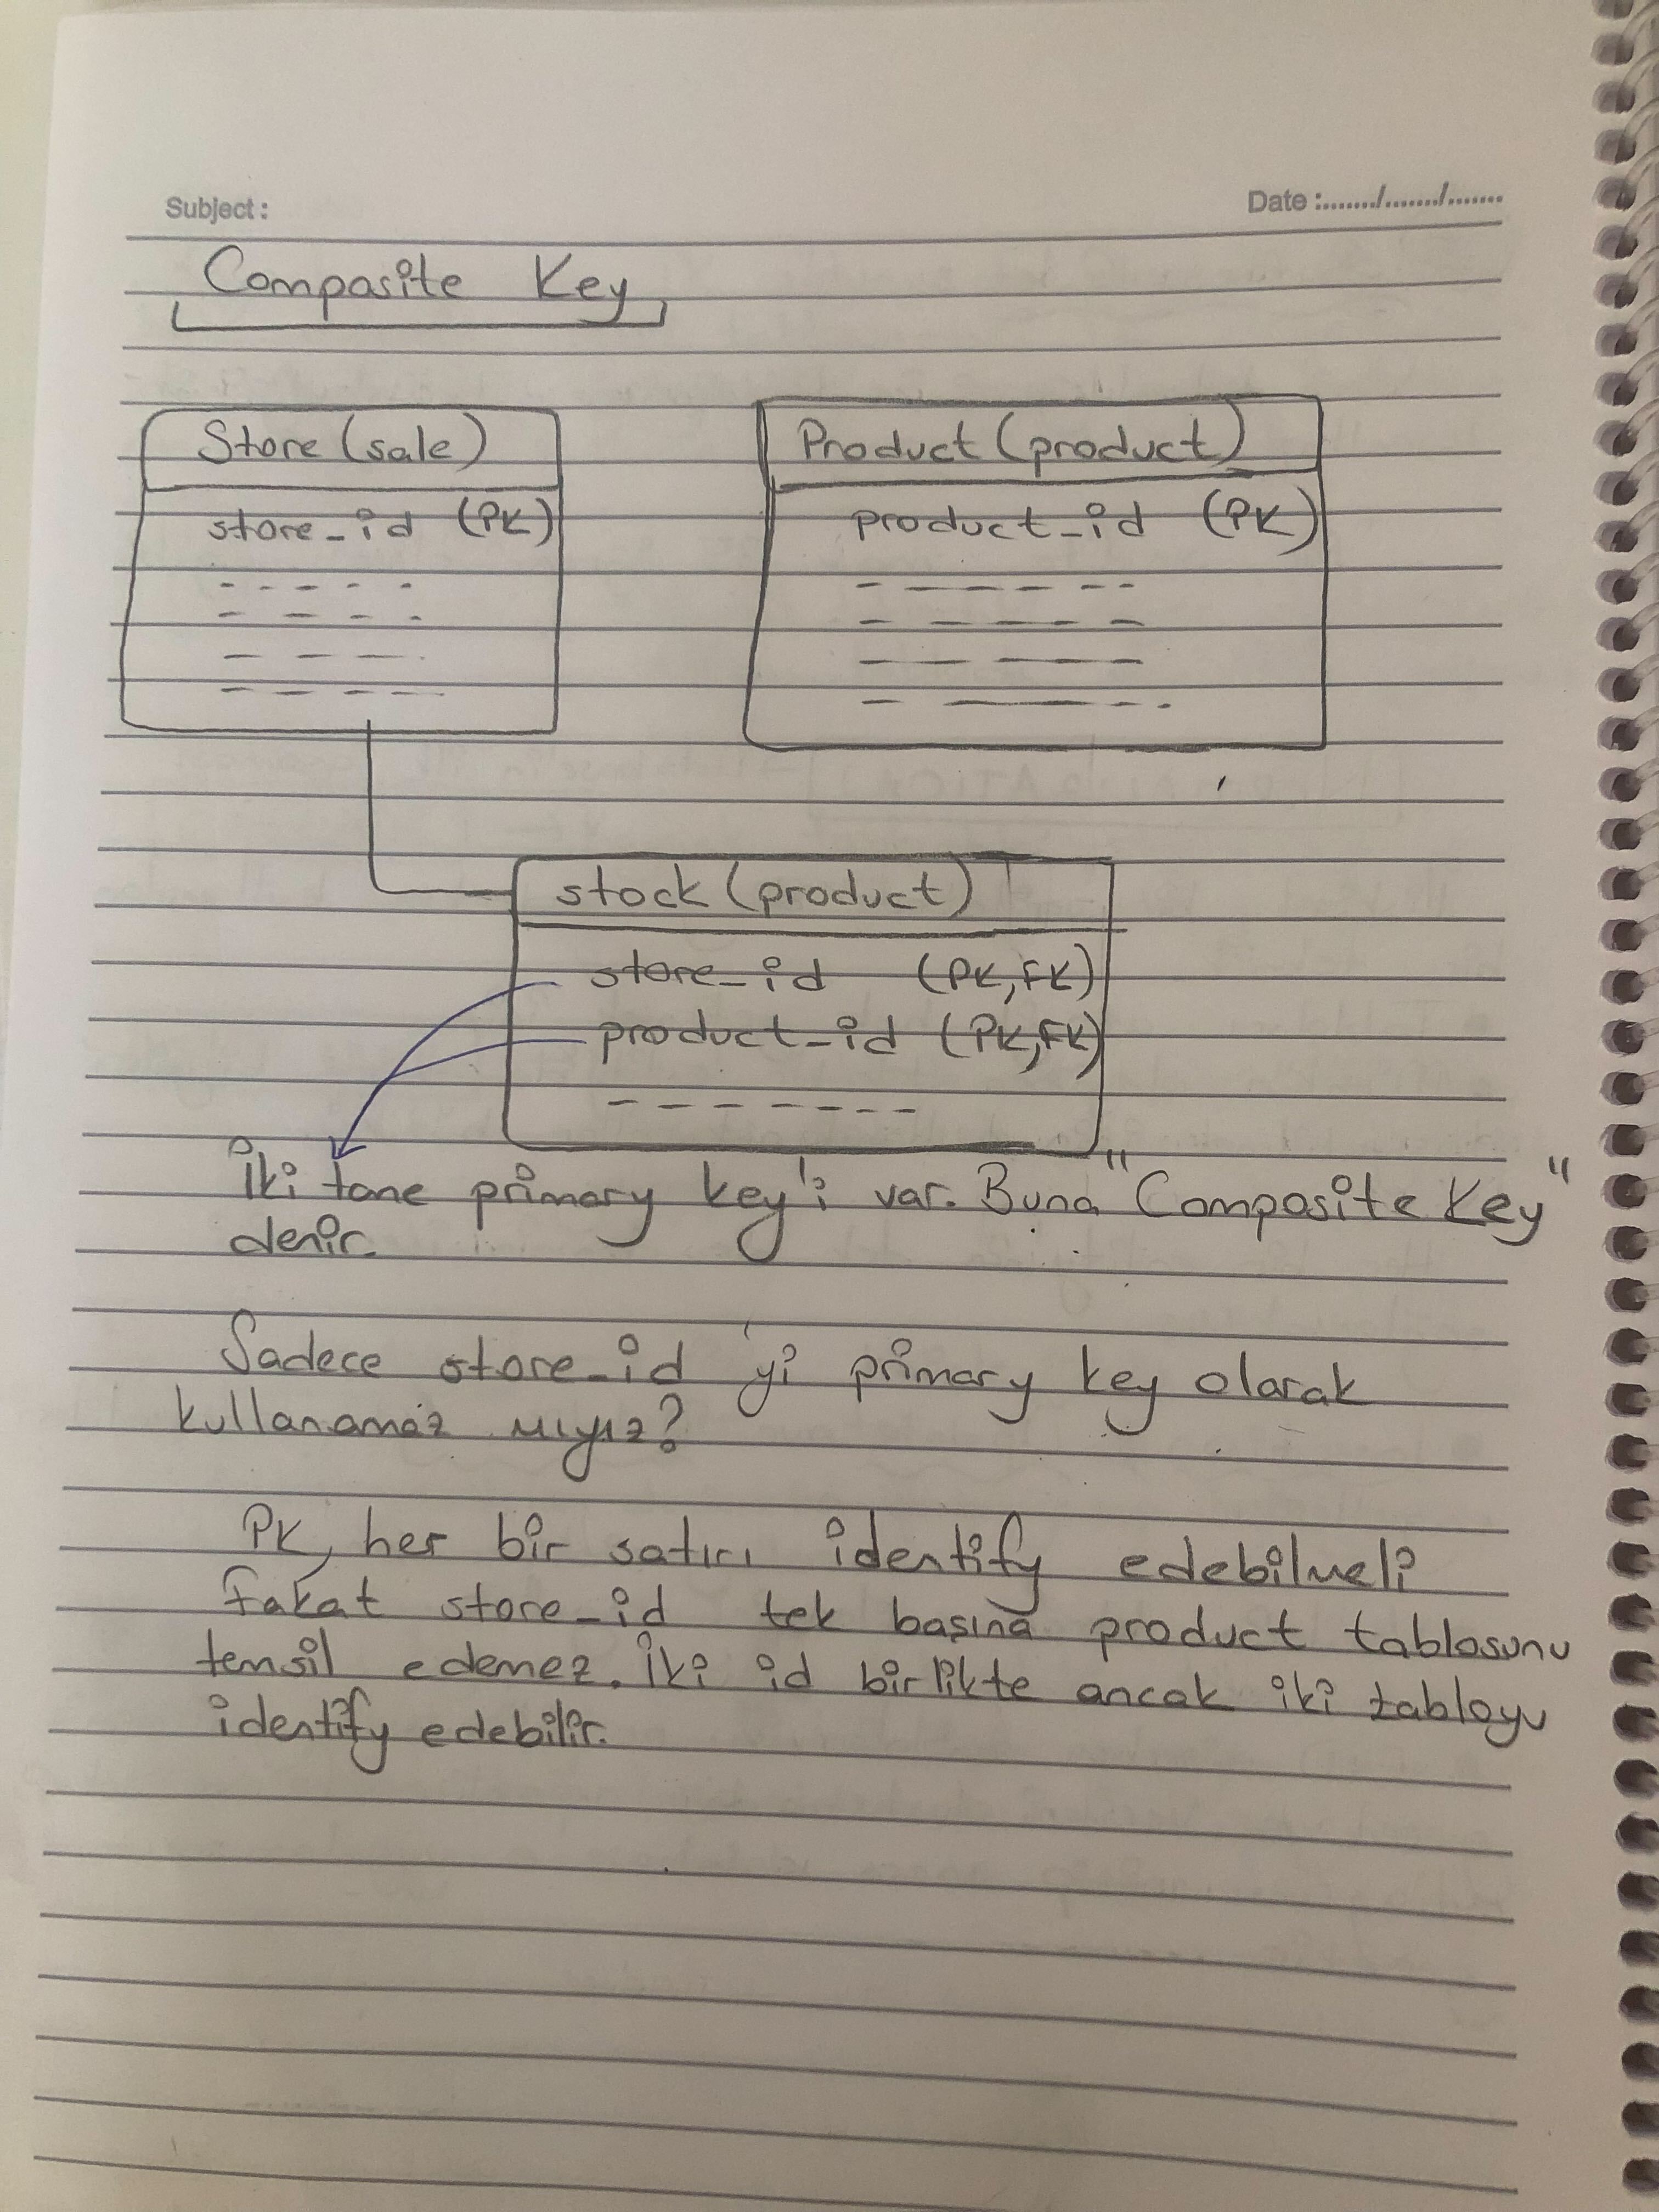 Subject :
Date :......../......../........
Composite Key
Store (sale)
store_id (PK)
Product (product)
product_id (PK)
stock (product)
store_id (PK, FK)
product_id (PK, FK)
İki tane primary key'i var. Buna "Composite Key"
denir.
Sadece store_id 'yi primary key olarak
kullanamaz mıyız?
PK, her bir satırı identify edebilmeli
fakat store_id tek başına product tablosunu
temsil edemez. İki id birlikte ancak iki tabloyu
identify edebilir.